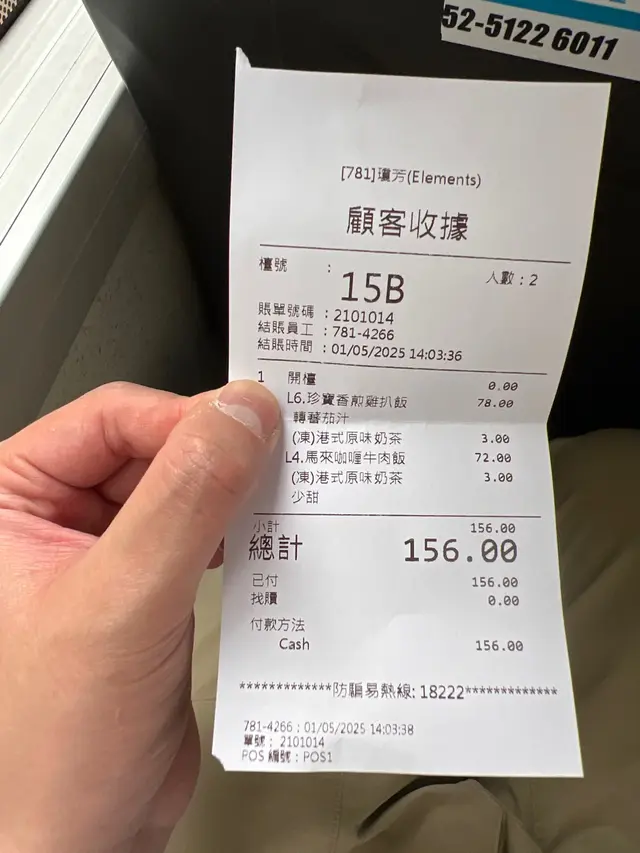 52-5122 6011
[781]瓊芳(Elements)
顧客收據
檯號 : 15B 人數 : 2
賬單號碼 : 2101014
結賬員工 : 781-4266
結賬時間 : 01/05/2025 14:03:36
1 開檯 0.00
L6.珍寶香煎雞扒飯 78.00
轉蕃茄汁
(凍)港式原味奶茶 3.00
L4.馬來咖喱牛肉飯 72.00
(凍)港式原味奶茶 3.00
少甜
小計 156.00
總計 156.00
已付 156.00
找贖 0.00
付款方法
Cash 156.00
*************防騙易熱線: 18222*************
781-4266 : 01/05/2025 14:03:38
單號 : 2101014
POS 編號 : POS1